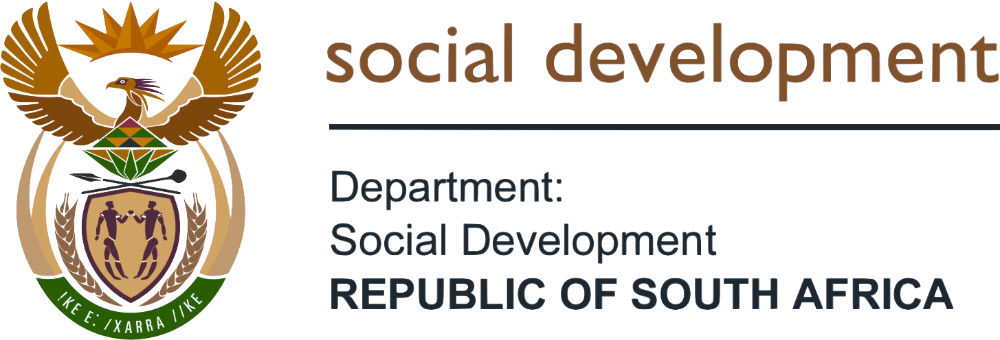 social development
Department:
Social Development
REPUBLIC OF SOUTH AFRICA
!KE E: /XARRA //KE